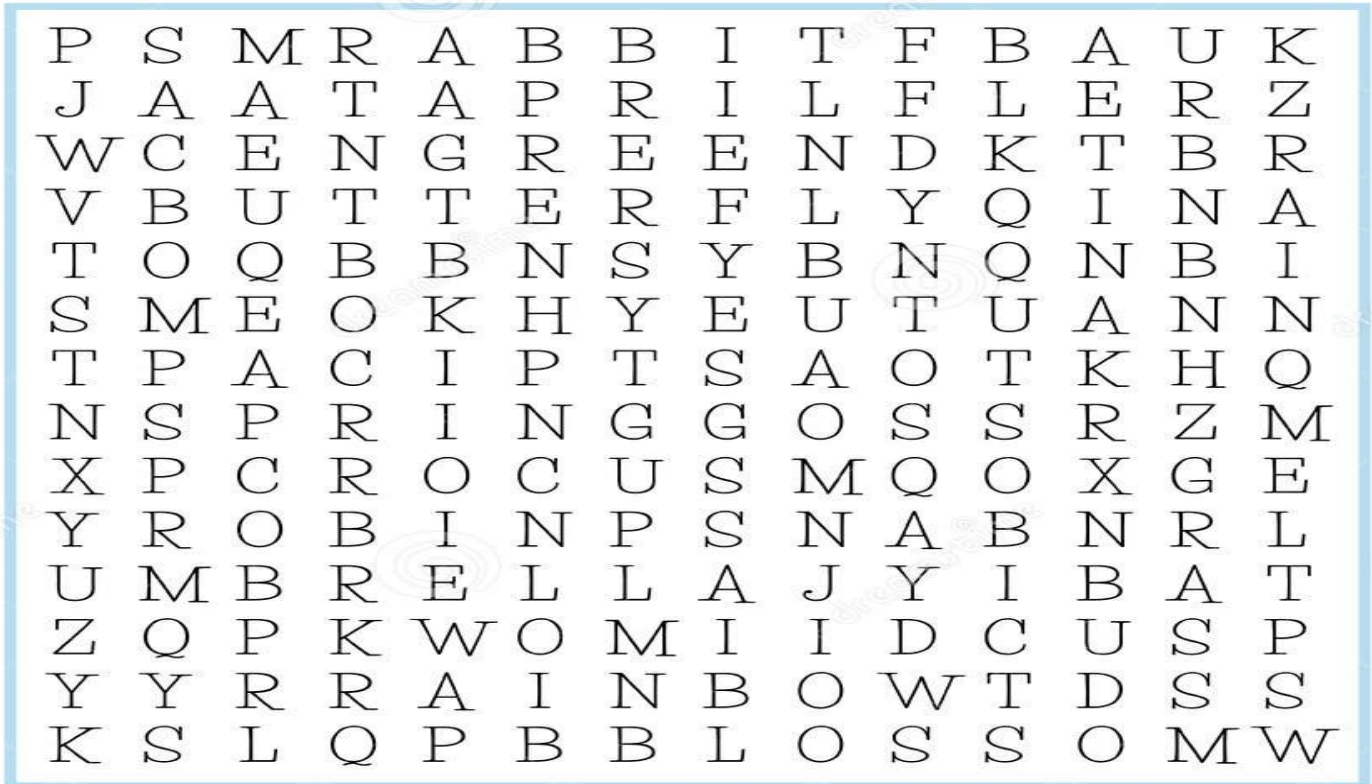 P S M R A B B I T F B A U K
J A A T A P R I L F L E R Z
W C E N G R E E N D K T B R
V B U T T E R F L Y Q I N A
T O Q B B N S Y B N Q N B I
S M E O K H Y E U T U A N N
T P A C I P T S A O T K H Q
N S P R I N G G O S S R Z M
X P C R O C U S M Q O X G E
Y R O B I N P S N A B N R L
U M B R E L L A J Y I B A T
Z Q P K W O M I I D C U S P
Y Y R R A I N B O W T D S S
K S L Q P B B L O S S O M W